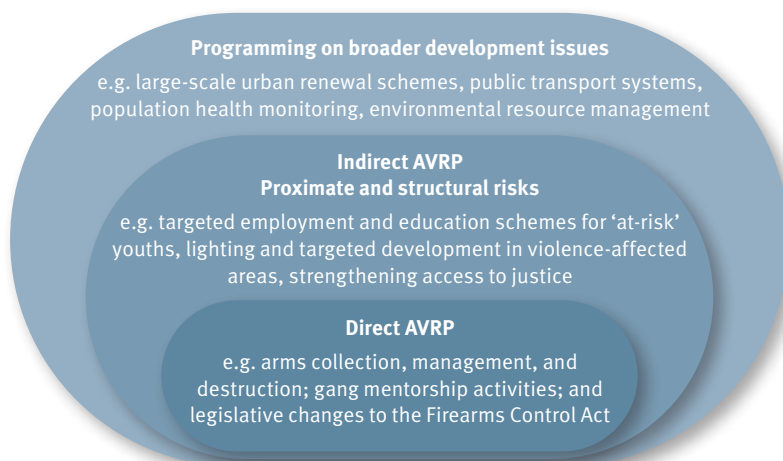 Programming on broader development issues
e.g. large-scale urban renewal schemes, public transport systems,
population health monitoring, environmental resource management
Indirect AVRP
Proximate and structural risks
e.g. targeted employment and education schemes for ‘at-risk’
youths, lighting and targeted development in violence-affected
areas, strengthening access to justice
Direct AVRP
e.g. arms collection, management, and
destruction; gang mentorship activities; and
legislative changes to the Firearms Control Act